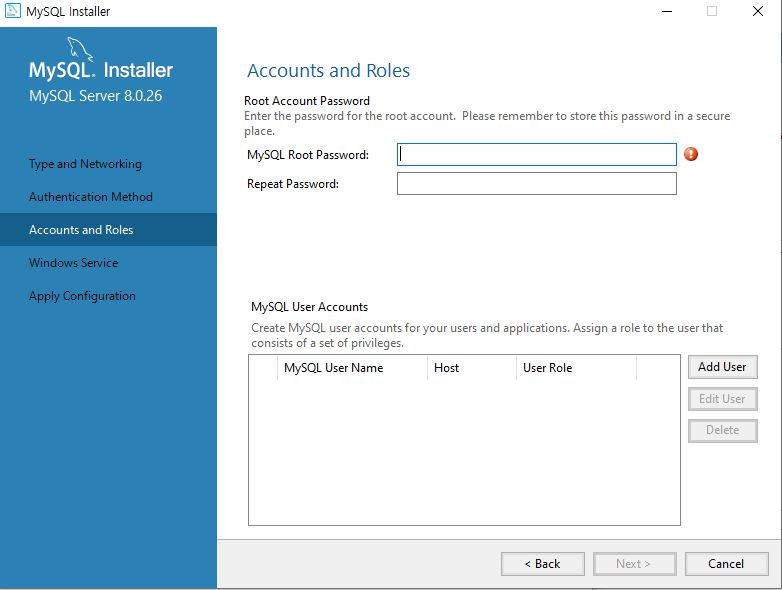 MySQL Installer
MySQL. Installer
MySQL Server 8.0.26
Type and Networking
Authentication Method
Accounts and Roles
Windows Service
Apply Configuration
Accounts and Roles
Root Account Password
Enter the password for the root account.  Please remember to store this password in a secure
place.
MySQL Root Password:
Repeat Password:
MySQL User Accounts
Create MySQL user accounts for your users and applications. Assign a role to the user that
consists of a set of privileges.
MySQL User Name Host User Role
Add User
Edit User
Delete
< Back Next > Cancel